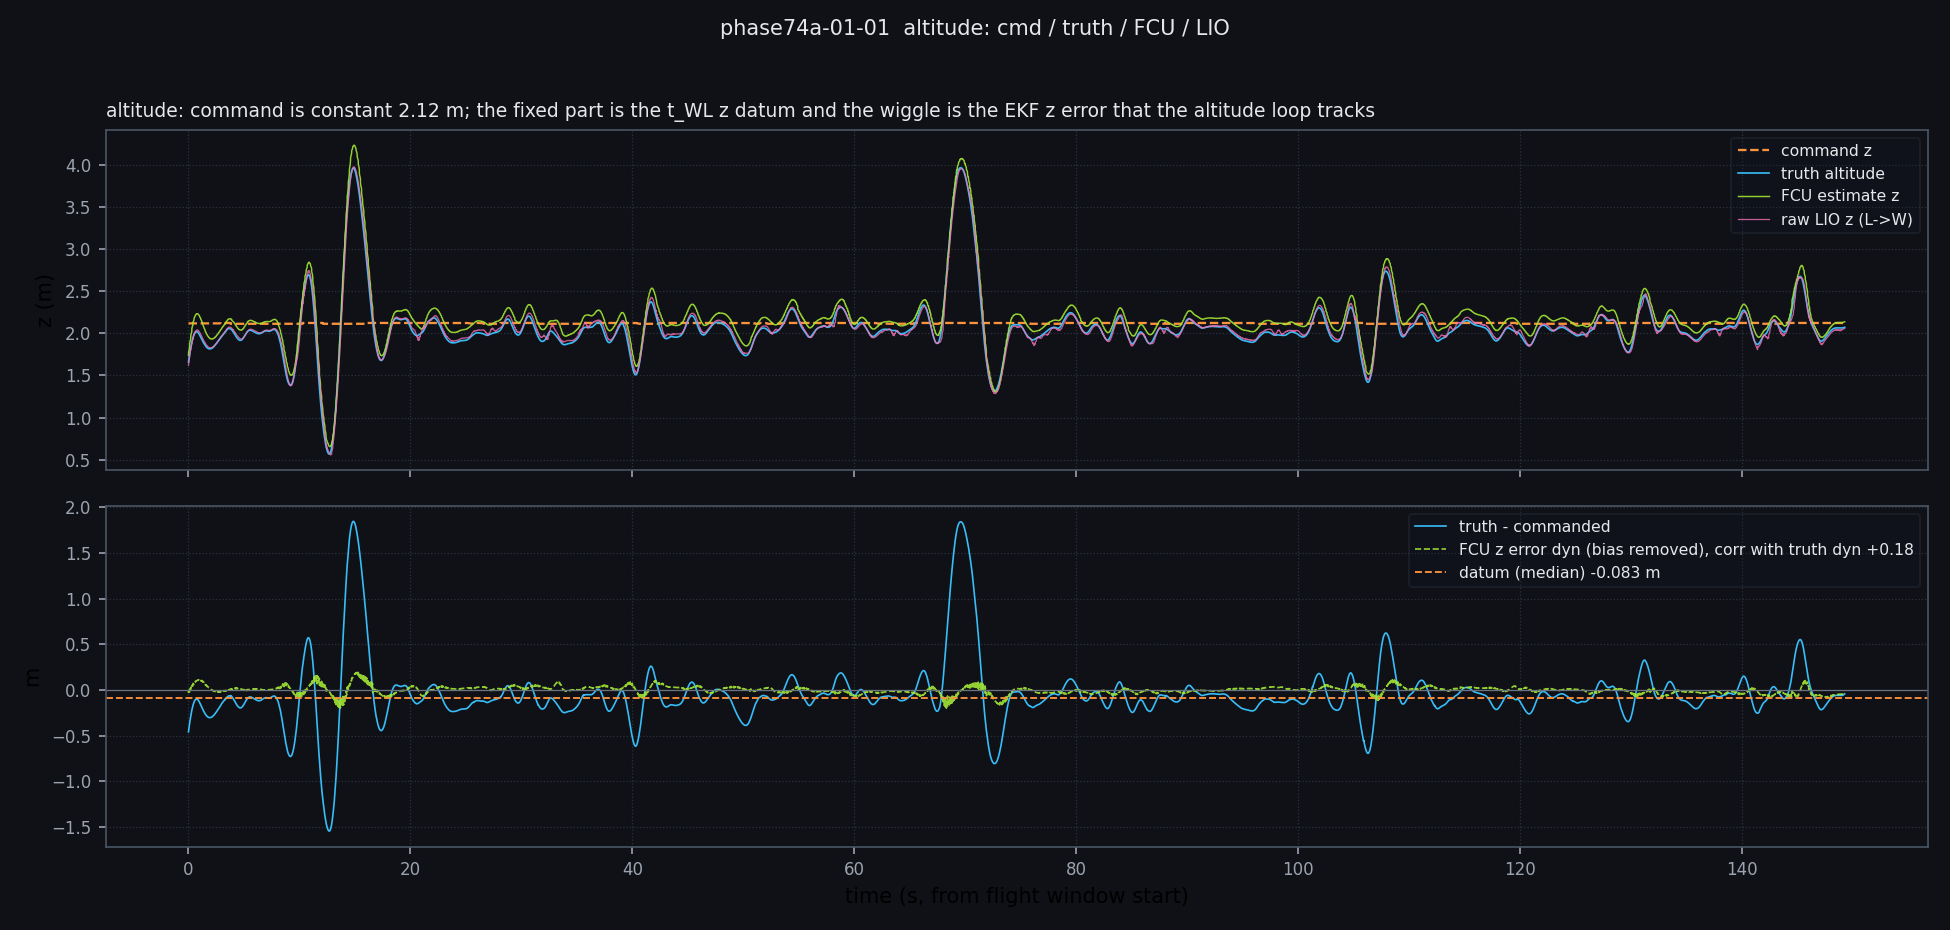 phase74a-01-01  altitude: cmd / truth / FCU / LIO
altitude: command is constant 2.12 m; the fixed part is the t_WL z datum and the wiggle is the EKF z error that the altitude loop tracks
z (m)
4.0
3.5
3.0
2.5
2.0
1.5
1.0
0.5
command z
truth altitude
FCU estimate z
raw LIO z (L->W)
m
2.0
1.5
1.0
0.5
0.0
−0.5
−1.0
−1.5
truth - commanded
FCU z error dyn (bias removed), corr with truth dyn +0.18
datum (median) -0.083 m
0 20 40 60 80 100 120 140
time (s, from flight window start)